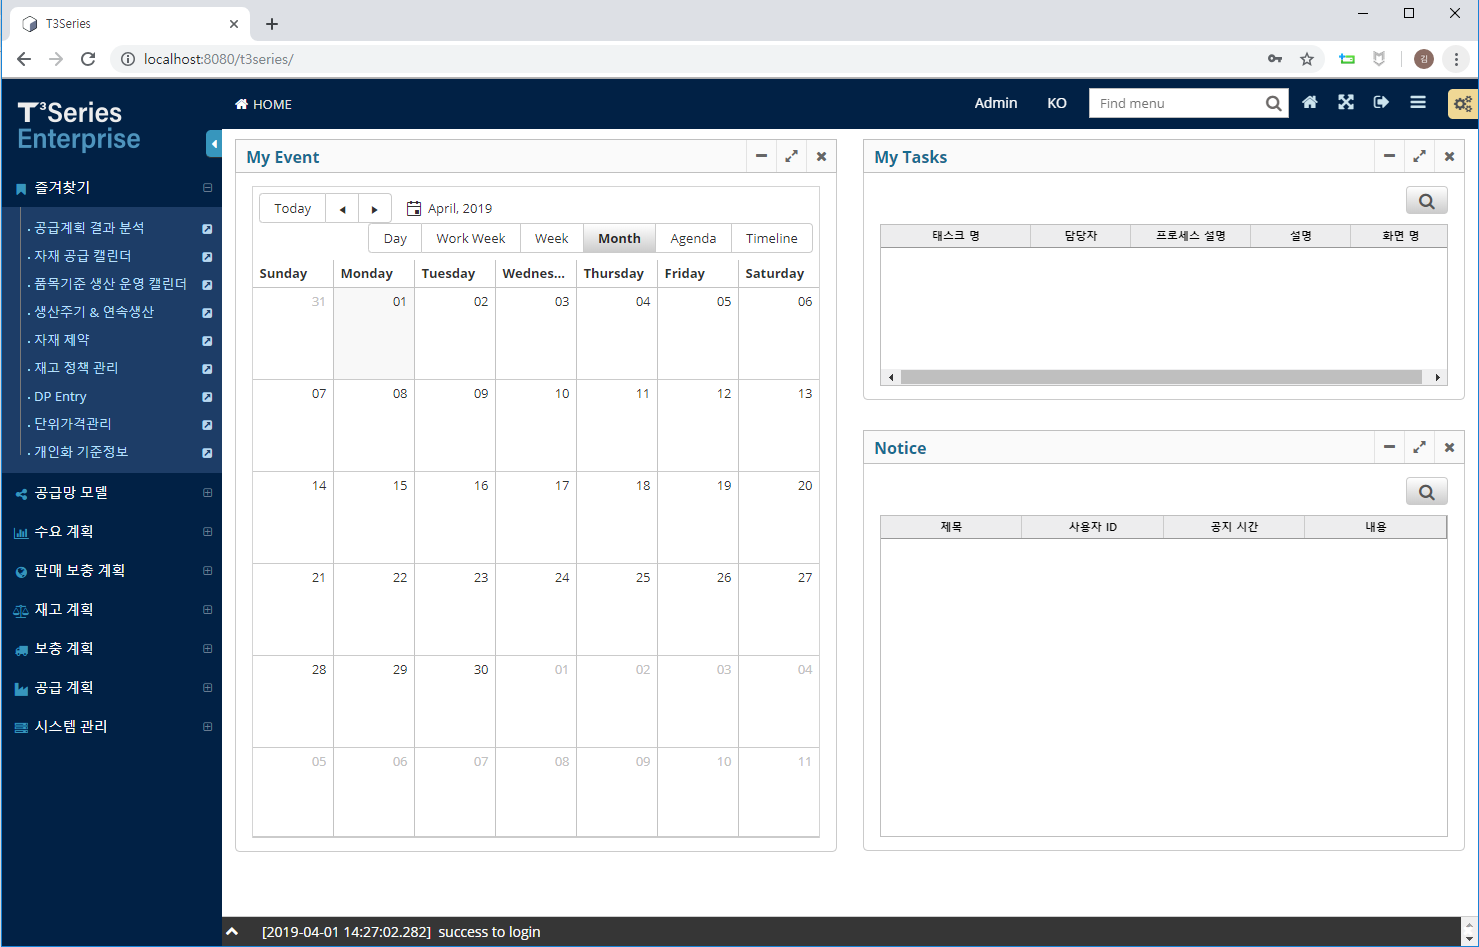 T3Series
localhost:8080/t3series/
김
T3Series
Enterprise
HOME
Admin
KO
Find menu
즐겨찾기
공급계획 결과 분석
자재 공급 캘린더
품목기준 생산 운영 캘린더
생산주기 & 연속생산
자재 제약
재고 정책 관리
DP Entry
단위가격관리
개인화 기준정보
공급망 모델
수요 계획
판매 보충 계획
재고 계획
보충 계획
공급 계획
시스템 관리
My Event
Today
April, 2019
Day Work Week Week Month Agenda Timeline
Sunday Monday Tuesday Wednes... Thursday Friday Saturday
31 01 02 03 04 05 06
07 08 09 10 11 12 13
14 15 16 17 18 19 20
21 22 23 24 25 26 27
28 29 30 01 02 03 04
05 06 07 08 09 10 11
My Tasks
태스크 명 담당자 프로세스 설명 설명 화면 명
Notice
제목 사용자 ID 공지 시간 내용
[2019-04-01 14:27:02.282] success to login